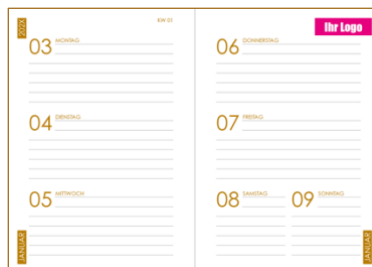 202X
KW 01
03 MONTAG
04 DIENSTAG
05 MITTWOCH
JANUAR
Ihr Logo
06 DONNERSTAG
07 FREITAG
08 SAMSTAG
09 SONNTAG
JANUAR